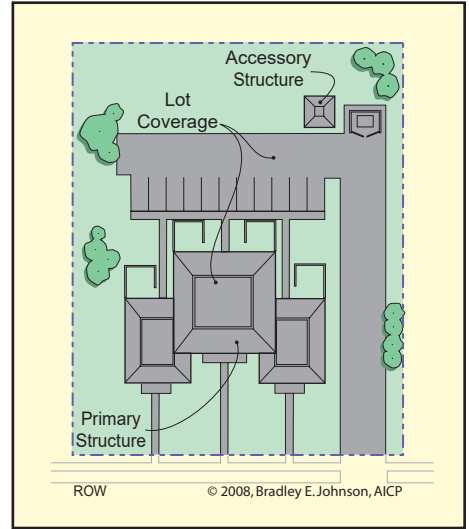 Accessory
Structure
Lot
Coverage
Primary
Structure
ROW
© 2008, Bradley E. Johnson, AICP